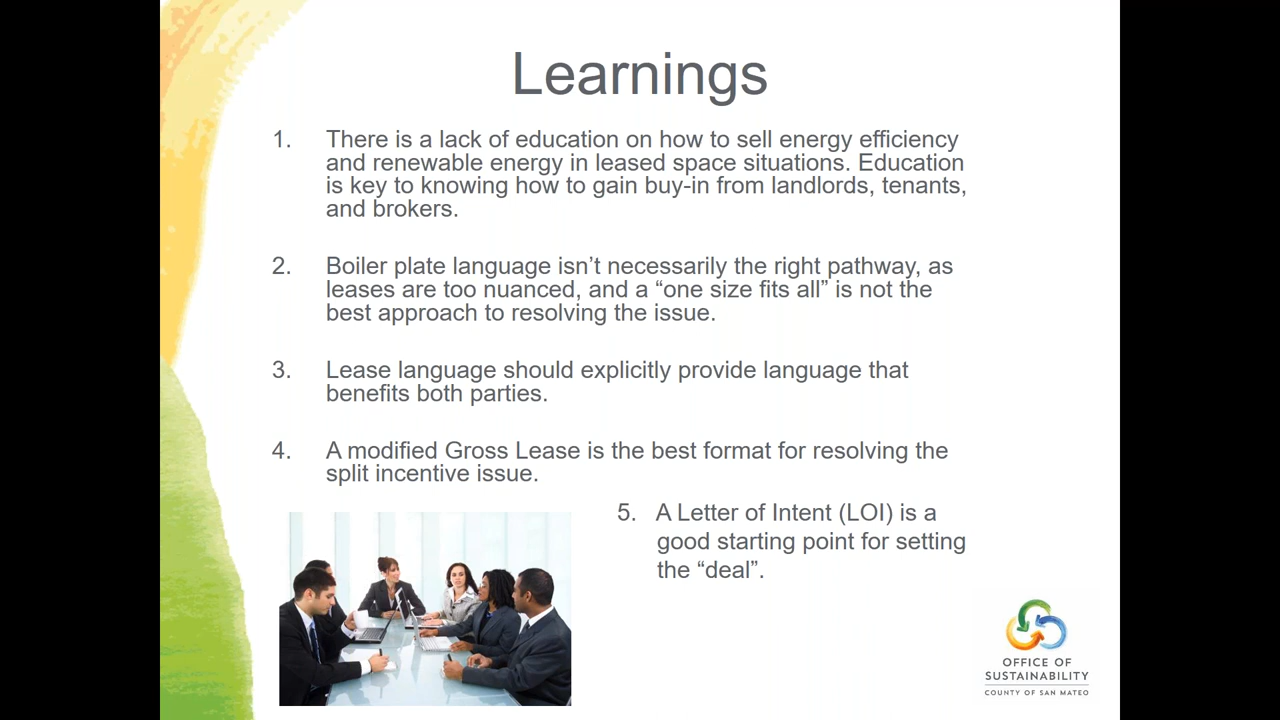 Learnings
1. There is a lack of education on how to sell energy efficiency
and renewable energy in leased space situations. Education
is key to knowing how to gain buy-in from landlords, tenants,
and brokers.
2. Boiler plate language isn’t necessarily the right pathway, as
leases are too nuanced, and a “one size fits all” is not the
best approach to resolving the issue.
3. Lease language should explicitly provide language that
benefits both parties.
4. A modified Gross Lease is the best format for resolving the
split incentive issue.
5. A Letter of Intent (LOI) is a
good starting point for setting
the “deal”.
OFFICE OF
SUSTAINABILITY
COUNTY OF SAN MATEO